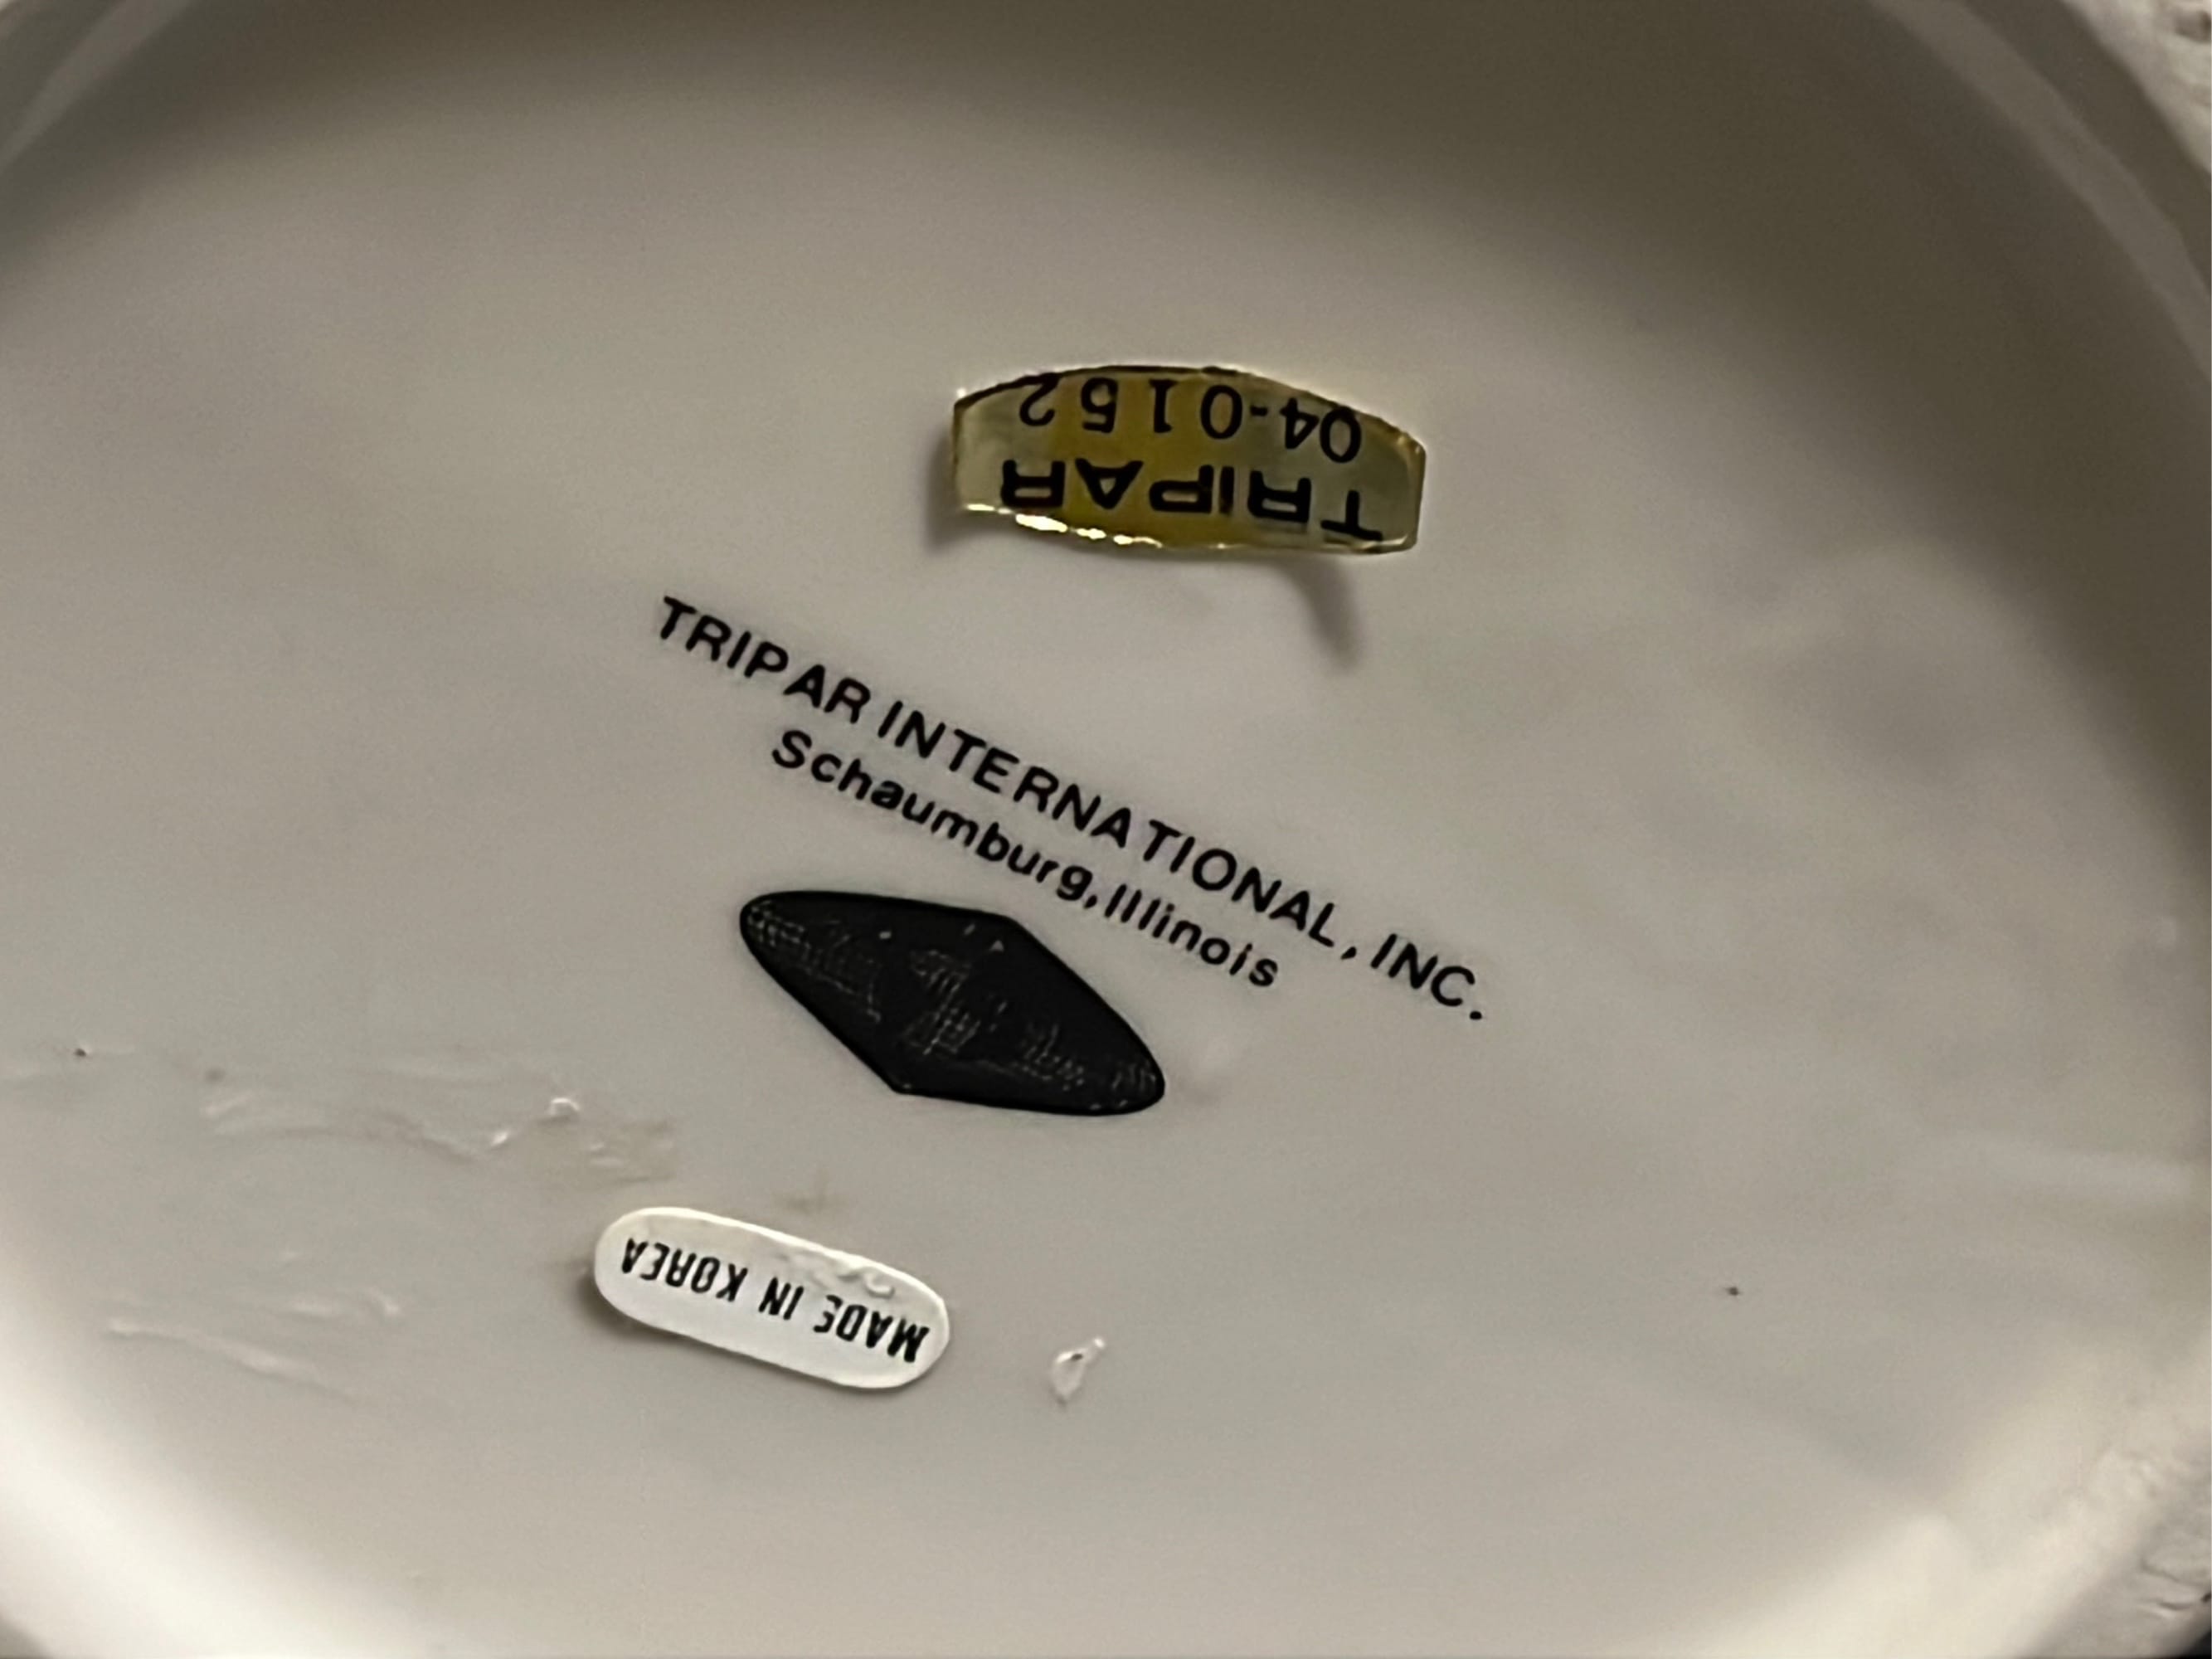 TRIPAR
04-0152
TRIPAR INTERNATIONAL, INC.
Schaumburg, Illinois
MADE IN KOREA